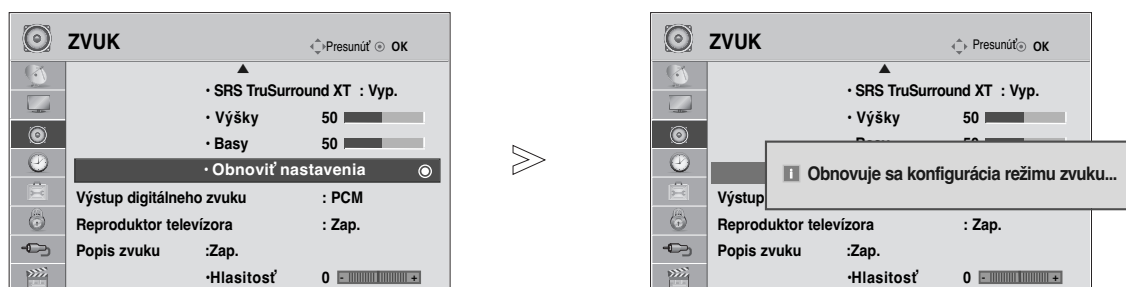 ZVUK
Presunúť OK
• SRS TruSurround XT : Vyp.
• Výšky 50
• Basy 50
• Obnoviť nastavenia
Výstup digitálneho zvuku : PCM
Reproduktor televízora : Zap.
Popis zvuku :Zap.
•Hlasitosť 0 - +
>
ZVUK
Presunúť OK
• SRS TruSurround XT : Vyp.
• Výšky 50
i Obnovuje sa konfigurácia režimu zvuku...
Výstup
Reproduktor televízora : Zap.
Popis zvuku :Zap.
•Hlasitosť 0 - +